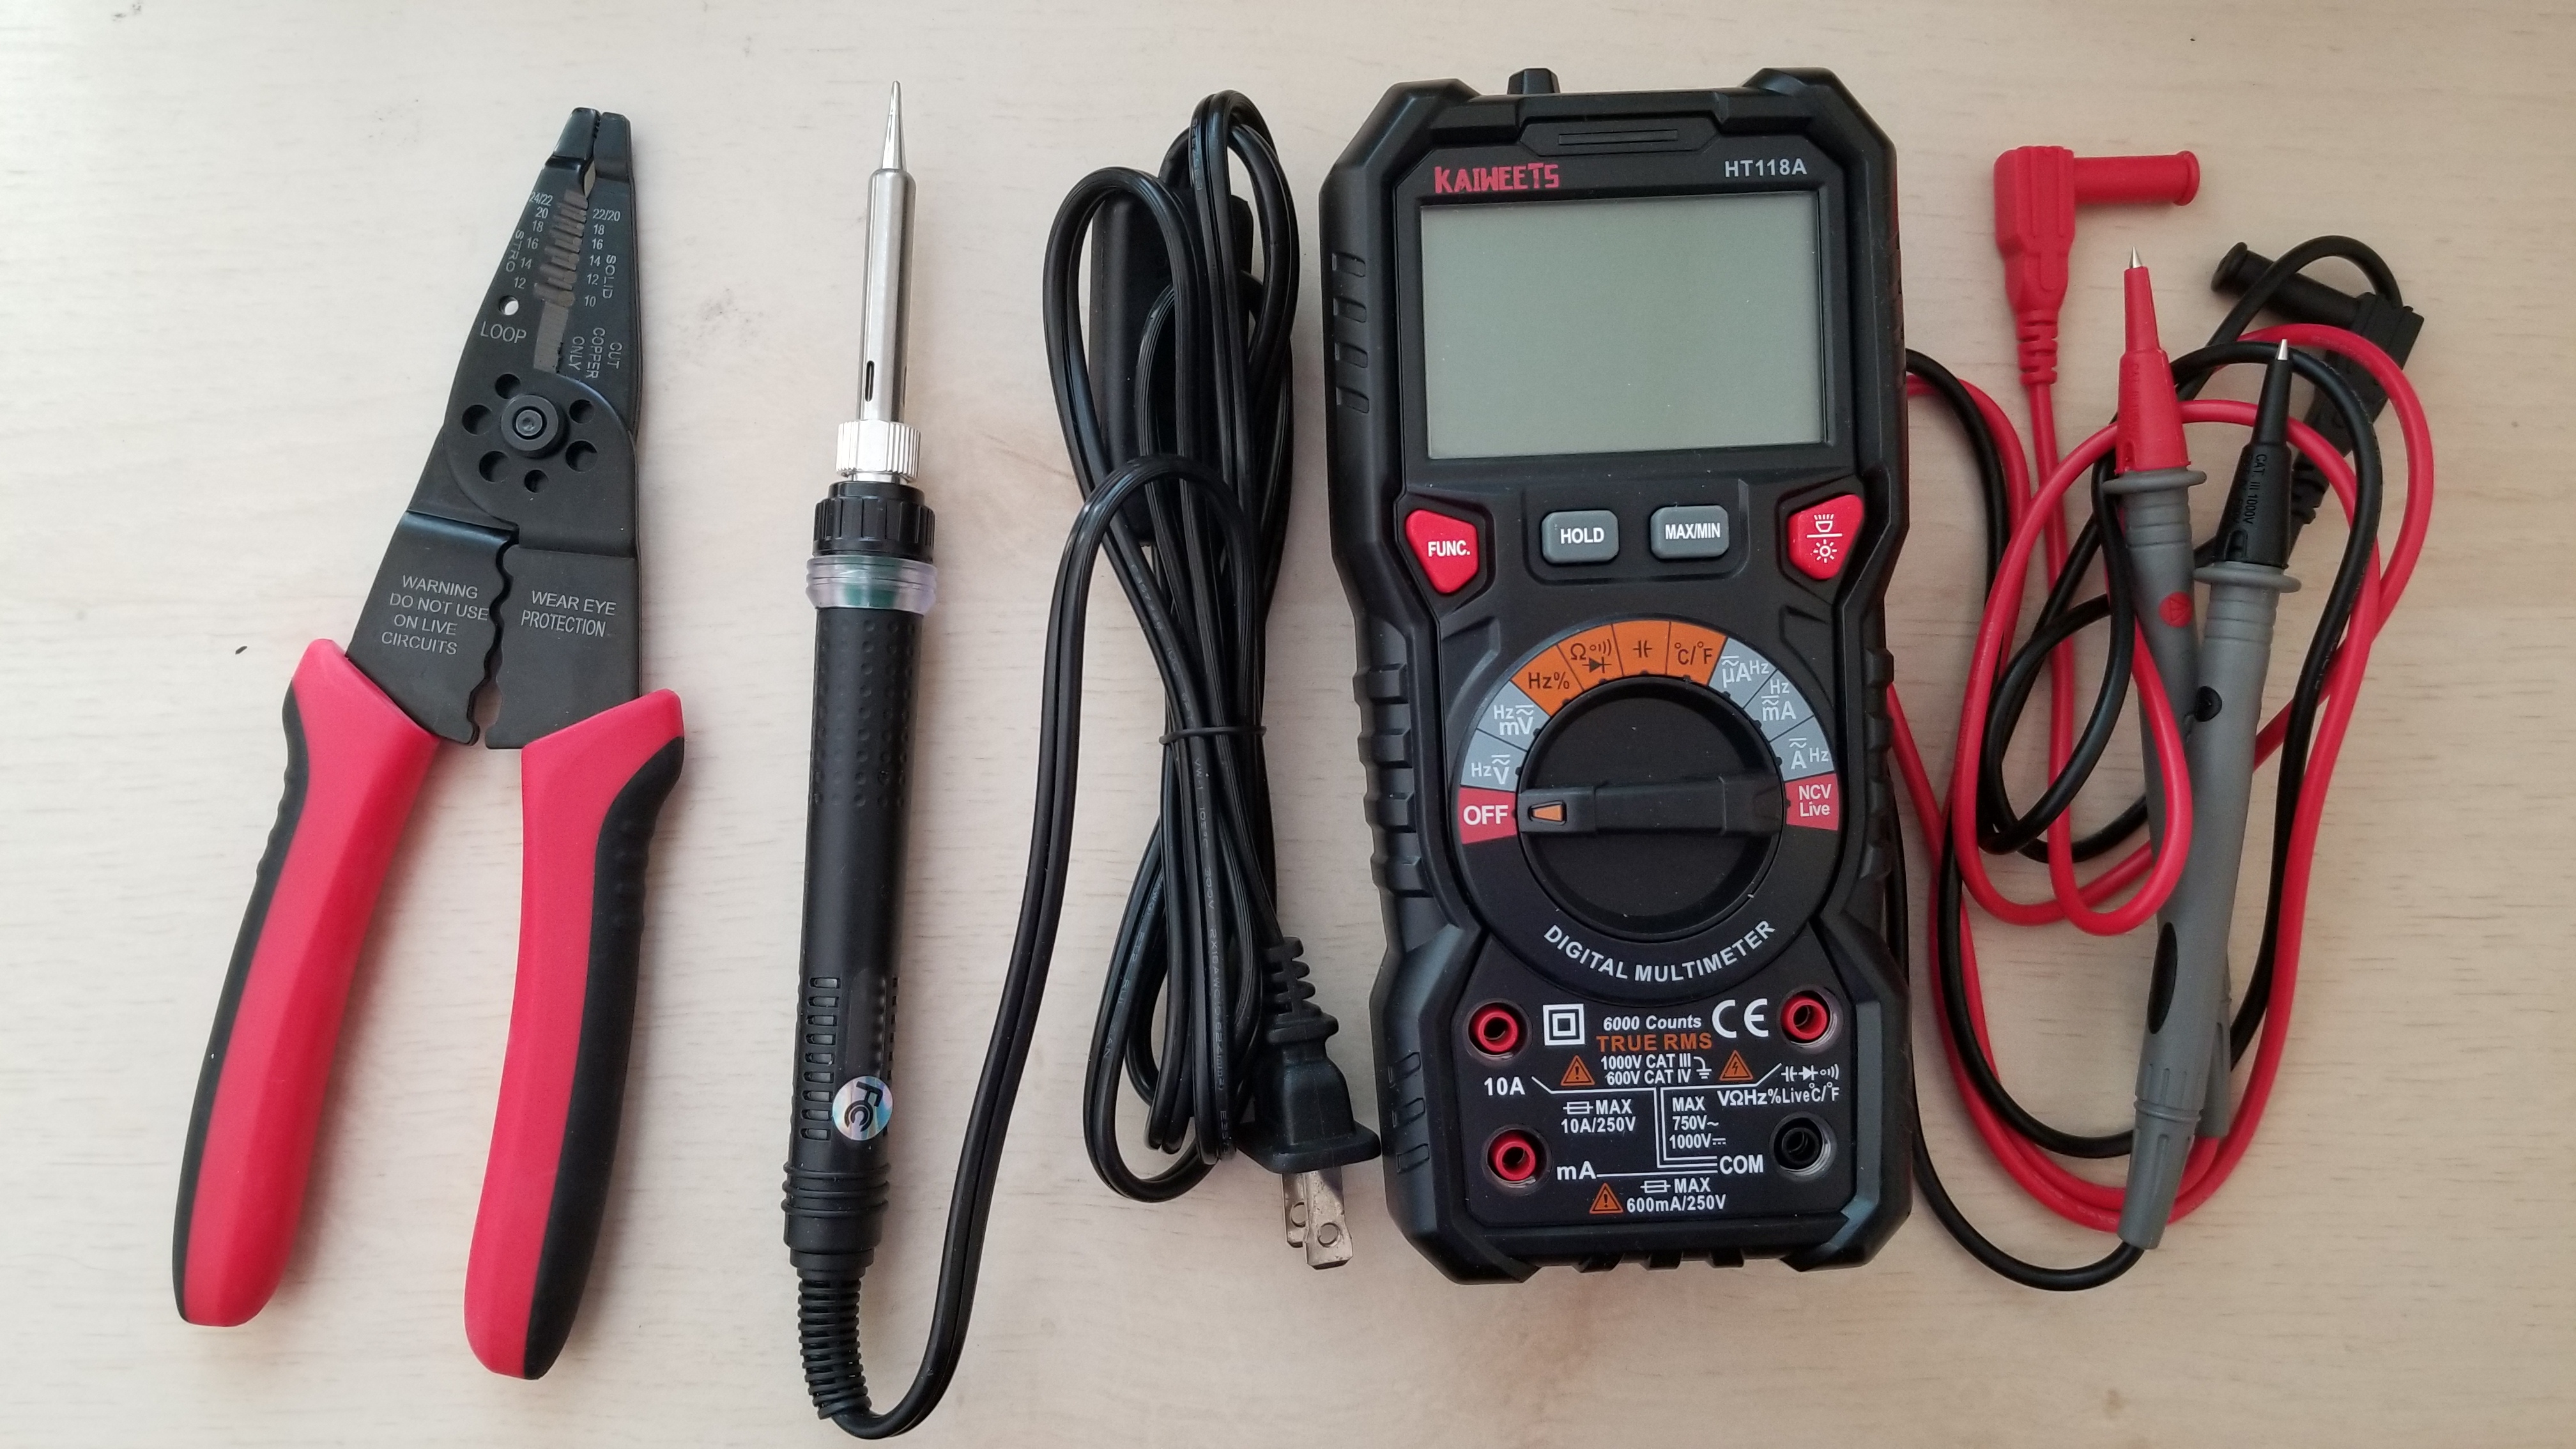 24/22
20
18
16
14
12
STRD
22/20
18
16
14
12
10
SOLID
LOOP
CUT
COPPER
ONLY
WARNING
DO NOT USE
ON LIVE
CIRCUITS
WEAR EYE
PROTECTION
FC
KAIWEETS
HT118A
FUNC.
HOLD
MAX/MIN
OFF
Hz V
Hz mV
Hz%
Ω
°C/°F
μA Hz
Hz mA
A Hz
NCV
Live
DIGITAL MULTIMETER
6000 Counts
CE
TRUE RMS
1000V CAT III
600V CAT IV
10A
MAX
10A/250V
MAX
750V~
1000V⎓
VΩHz%Live°C/°F
mA
COM
MAX
600mA/250V
CAT III 1000V